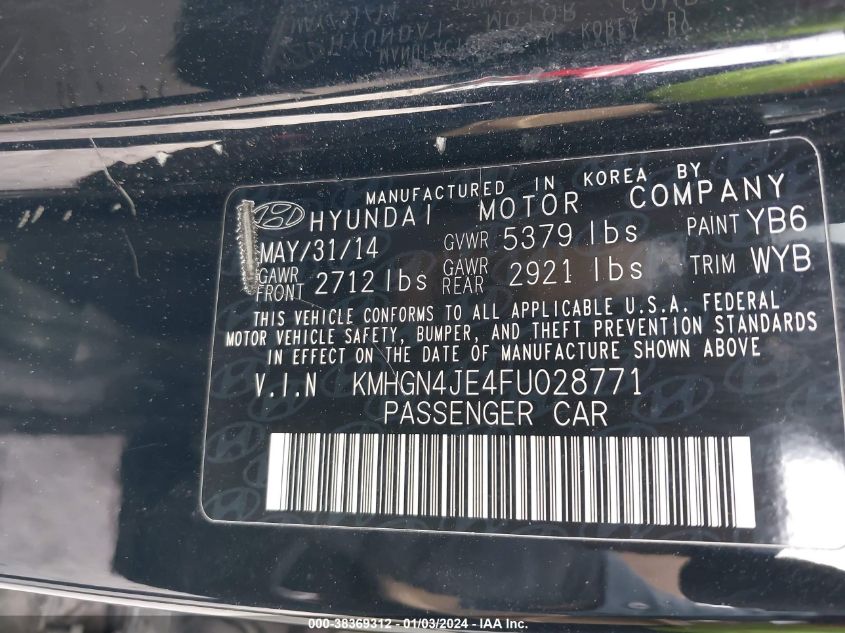 MANUFACTURED IN KOREA BY
HYUNDAI MOTOR COMPANY
MAY/31/14 GVWR 5379 lbs PAINT YB6
GAWR FRONT 2712 lbs GAWR REAR 2921 lbs TRIM WYB
THIS VEHICLE CONFORMS TO ALL APPLICABLE U.S.A. FEDERAL
MOTOR VEHICLE SAFETY, BUMPER, AND THEFT PREVENTION STANDARDS
IN EFFECT ON THE DATE OF MANUFACTURE SHOWN ABOVE
V.I.N KMHGN4JE4FU028771
PASSENGER CAR
000-38369312 - 01/03/2024 - IAA Inc.